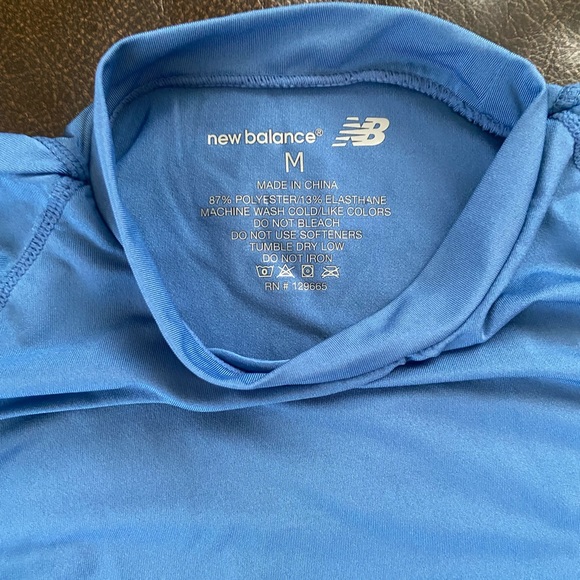 new balance® NB
M
MADE IN CHINA
87% POLYESTER/13% ELASTHANE
MACHINE WASH COLD/LIKE COLORS
DO NOT BLEACH
DO NOT USE SOFTENERS
TUMBLE DRY LOW
DO NOT IRON
RN # 129665